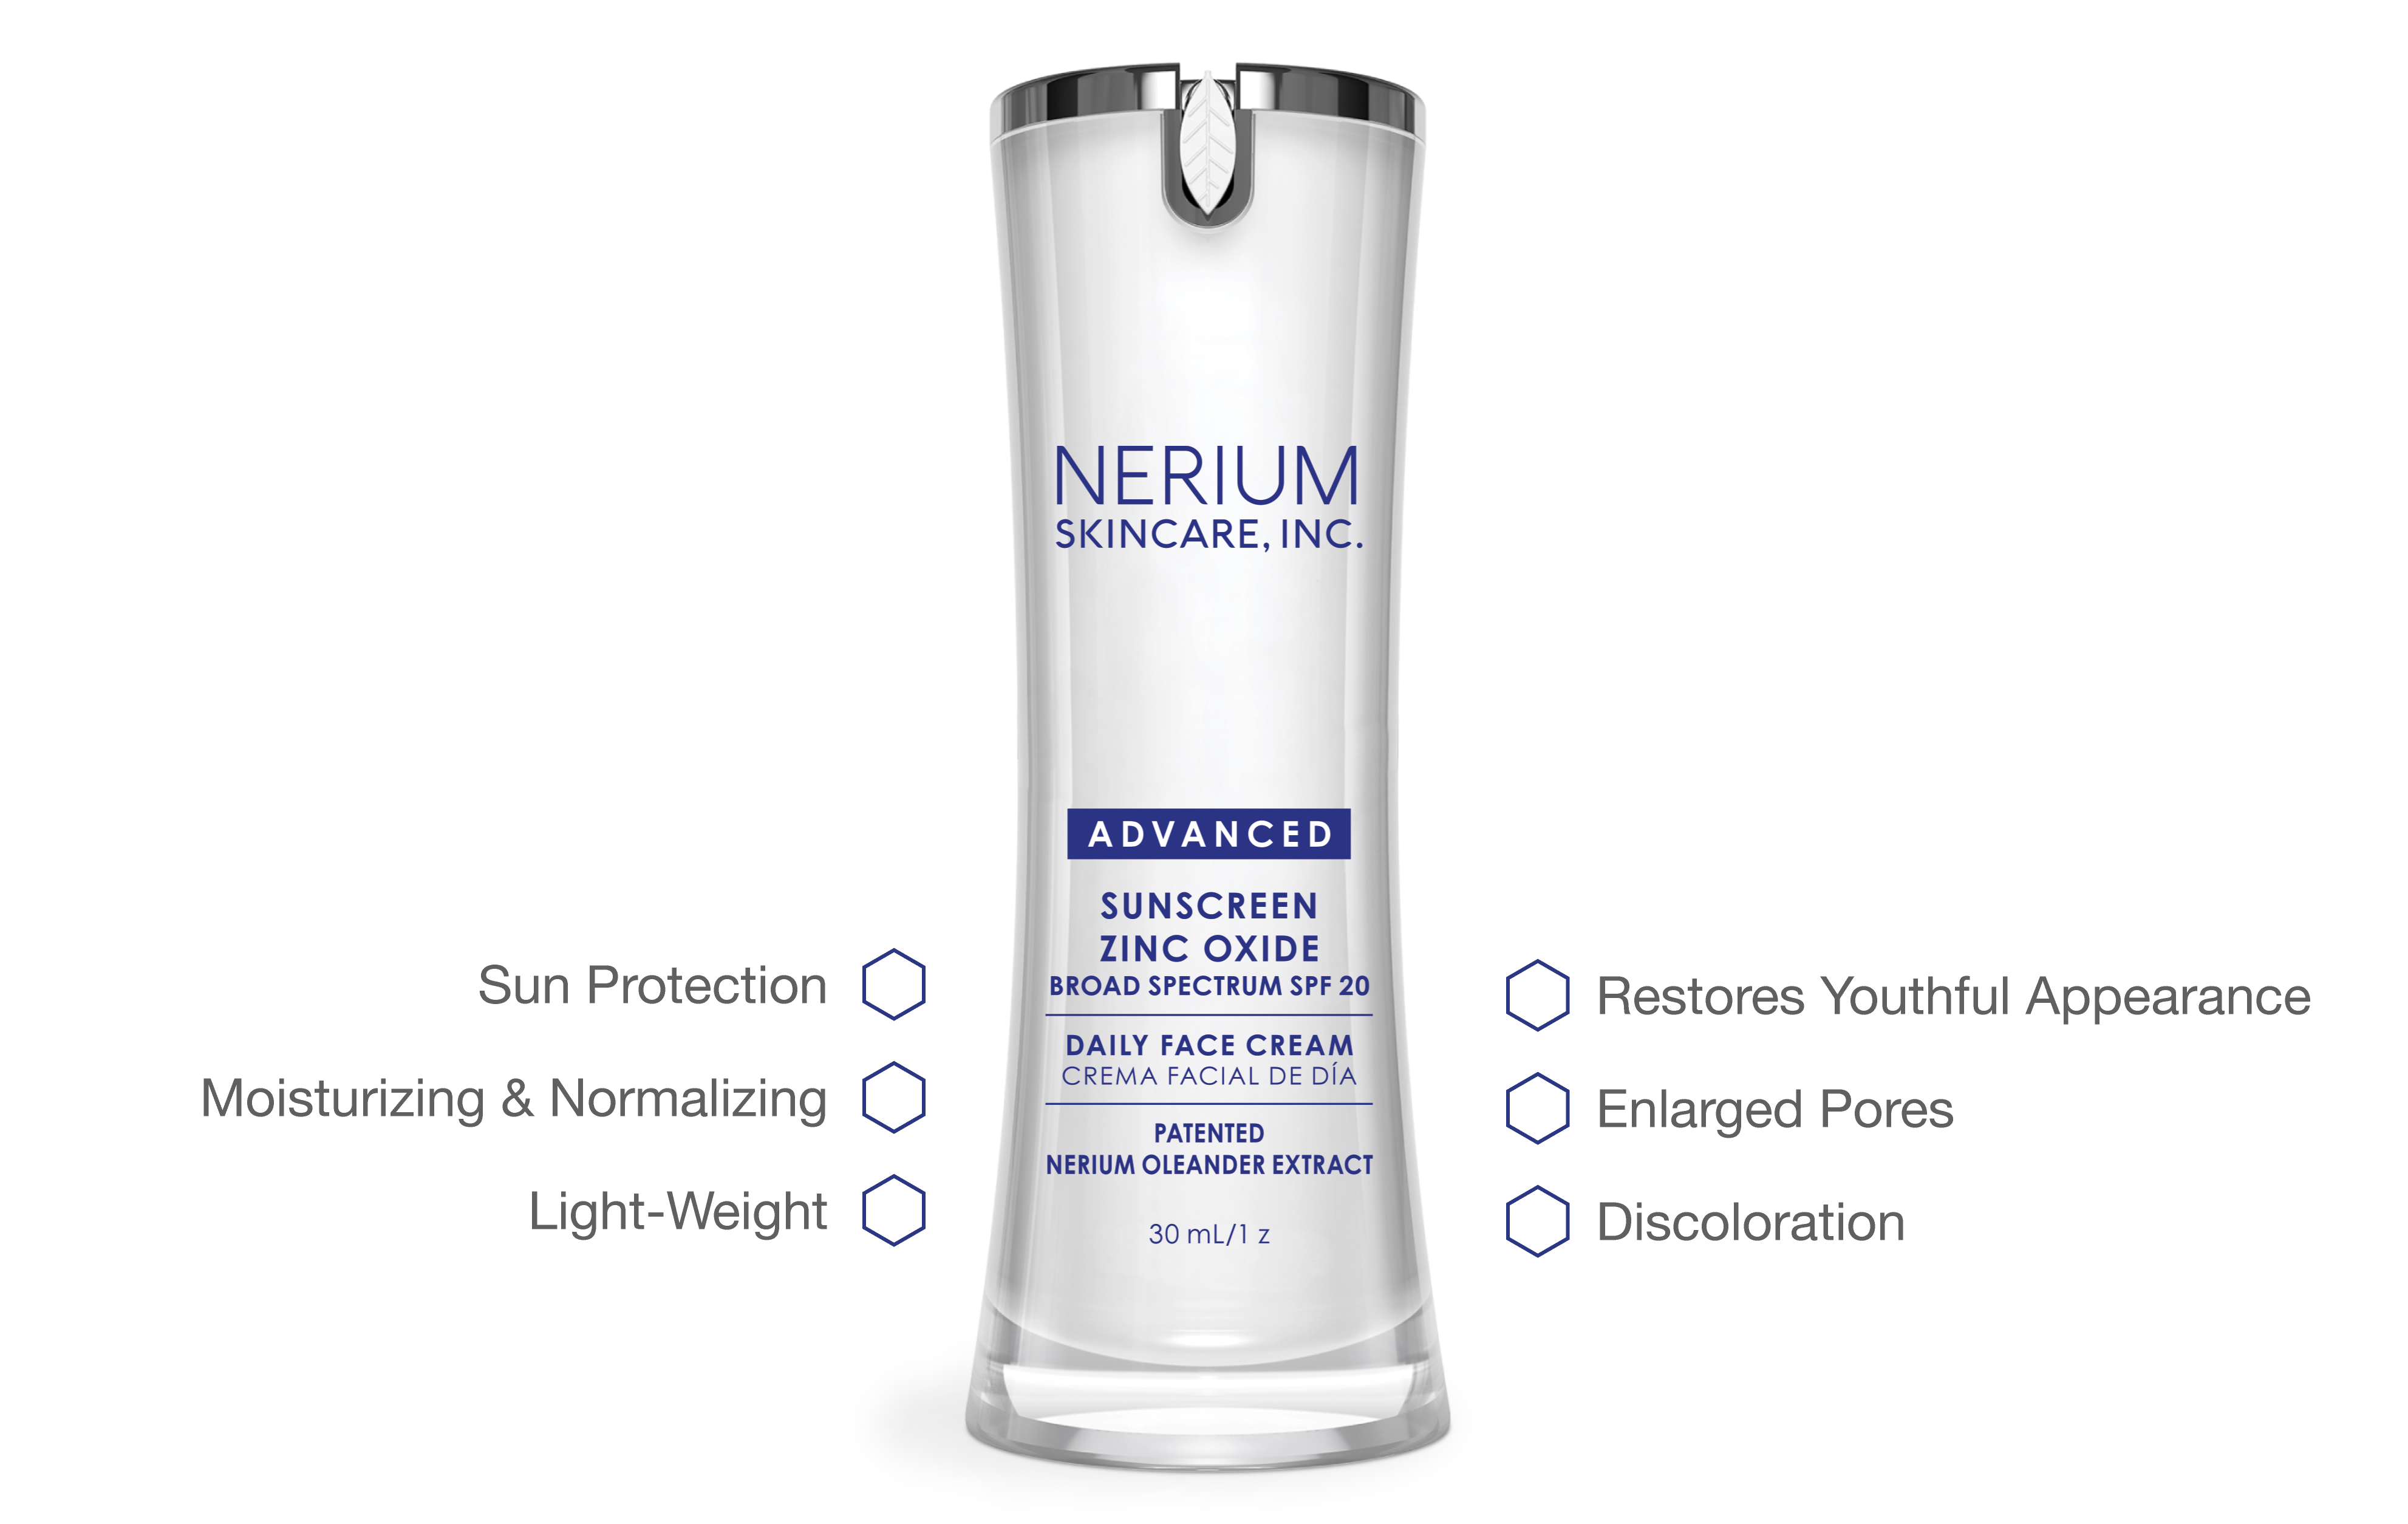 NERIUM
SKINCARE, INC.
ADVANCED
SUNSCREEN
ZINC OXIDE
BROAD SPECTRUM SPF 20
DAILY FACE CREAM
CREMA FACIAL DE DÍA
PATENTED
NERIUM OLEANDER EXTRACT
30 mL/1 z
Sun Protection
Moisturizing & Normalizing
Light-Weight
Restores Youthful Appearance
Enlarged Pores
Discoloration